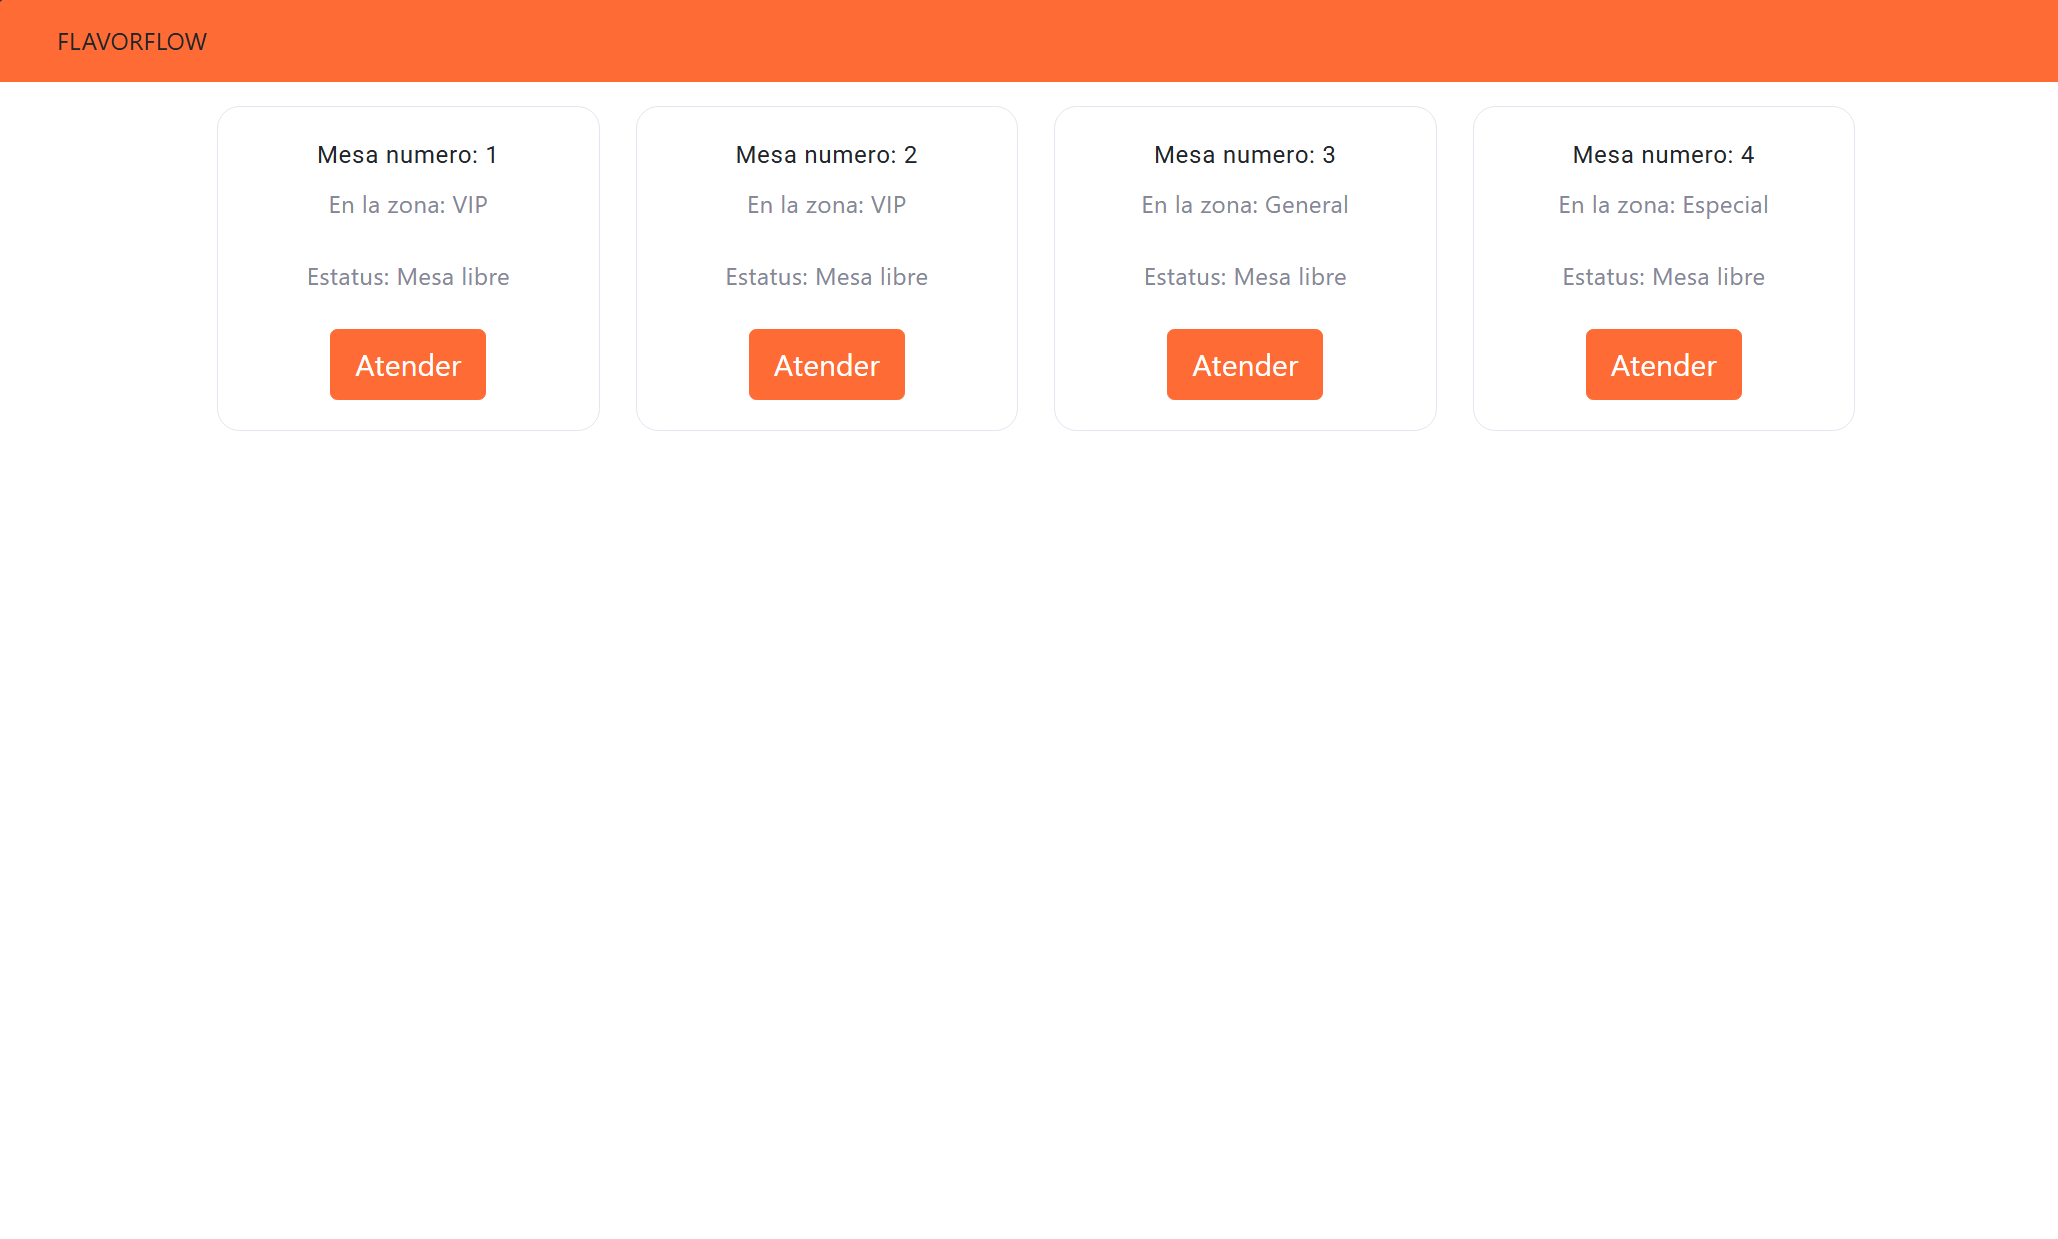 FLAVORFLOW
Mesa numero: 1
En la zona: VIP
Estatus: Mesa libre
Atender
Mesa numero: 2
En la zona: VIP
Estatus: Mesa libre
Atender
Mesa numero: 3
En la zona: General
Estatus: Mesa libre
Atender
Mesa numero: 4
En la zona: Especial
Estatus: Mesa libre
Atender